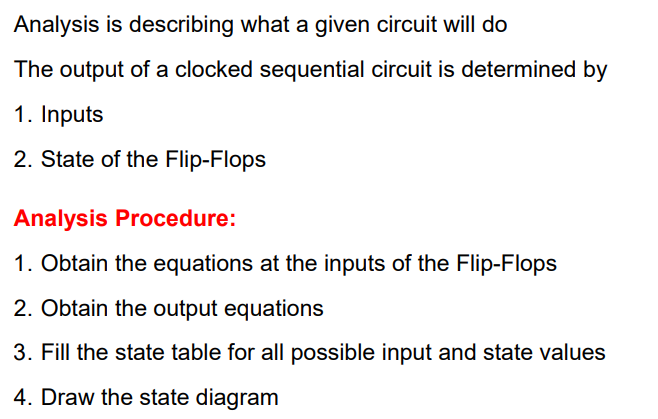 Analysis is describing what a given circuit will do
The output of a clocked sequential circuit is determined by
1. Inputs
2. State of the Flip-Flops
Analysis Procedure:
1. Obtain the equations at the inputs of the Flip-Flops
2. Obtain the output equations
3. Fill the state table for all possible input and state values
4. Draw the state diagram